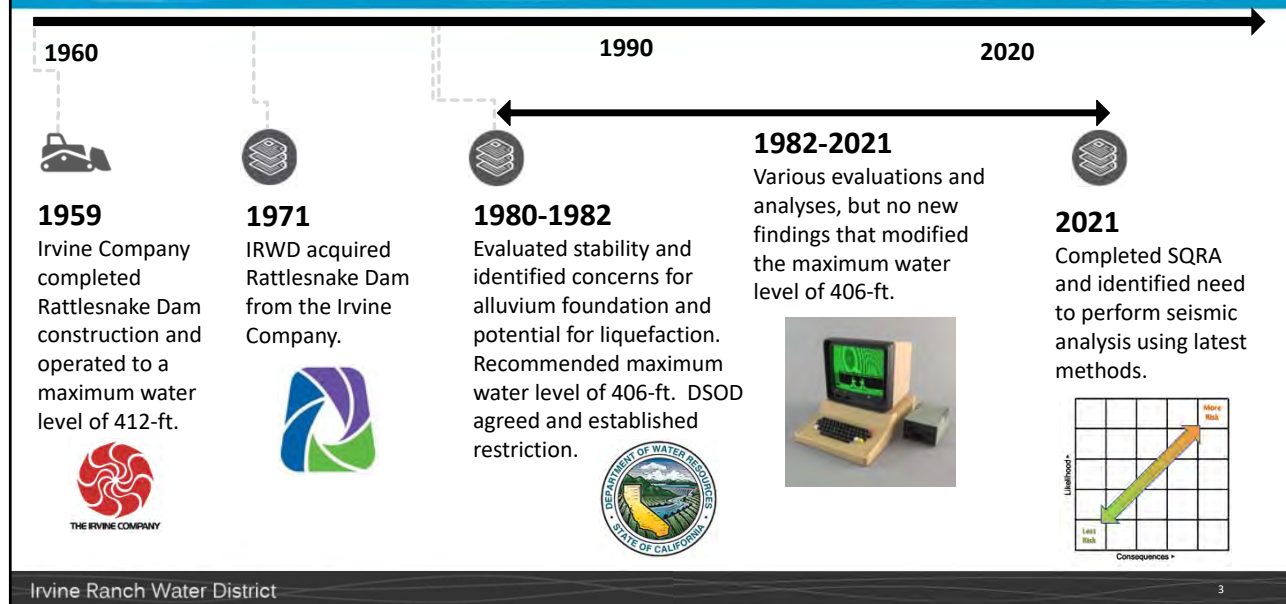 1960
1990
2020
1959
Irvine Company
completed
Rattlesnake Dam
construction and
operated to a
maximum water
level of 412-ft.
THE IRVINE COMPANY
1971
IRWD acquired
Rattlesnake Dam
from the Irvine
Company.
1980-1982
Evaluated stability and
identified concerns for
alluvium foundation and
potential for liquefaction.
Recommended maximum
water level of 406-ft.  DSOD
agreed and established
restriction.
DEPARTMENT OF WATER RESOURCES
STATE OF CALIFORNIA
1982-2021
Various evaluations and
analyses, but no new
findings that modified
the maximum water
level of 406-ft.
2021
Completed SQRA
and identified need
to perform seismic
analysis using latest
methods.
More
Risk
Likelihood
Less
Risk
Consequences
Irvine Ranch Water District
3